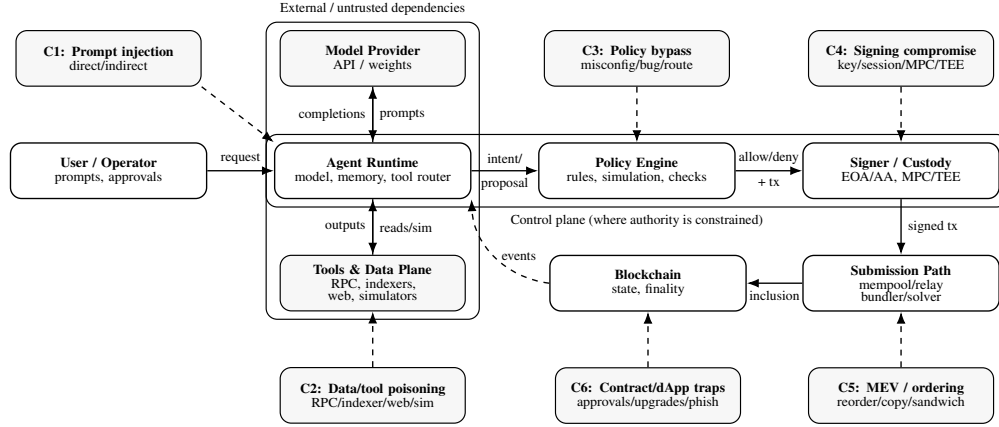 External / untrusted dependencies
C1: Prompt injection
direct/indirect
Model Provider
API / weights
C3: Policy bypass
misconfig/bug/route
C4: Signing compromise
key/session/MPC/TEE
completions
prompts
User / Operator
prompts, approvals
request
Agent Runtime
model, memory, tool router
intent/
proposal
Policy Engine
rules, simulation, checks
allow/deny
+ tx
Signer / Custody
EOA/AA, MPC/TEE
Control plane (where authority is constrained)
outputs
reads/sim
signed tx
events
Tools & Data Plane
RPC, indexers,
web, simulators
Blockchain
state, finality
inclusion
Submission Path
mempool/relay
bundler/solver
C2: Data/tool poisoning
RPC/indexer/web/sim
C6: Contract/dApp traps
approvals/upgrades/phish
C5: MEV / ordering
reorder/copy/sandwich